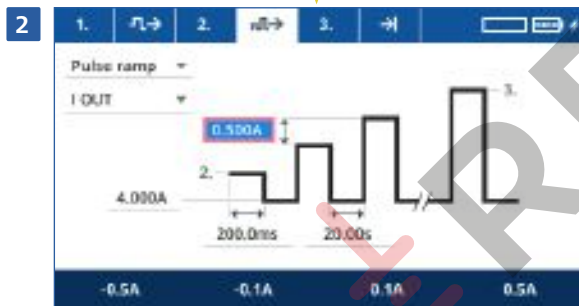 2
1.
2.
3.
Pulse ramp
I OUT
0.500A
3.
2.
4.000A
200.0ms
20.00s
-0.5A
-0.1A
0.1A
0.5A